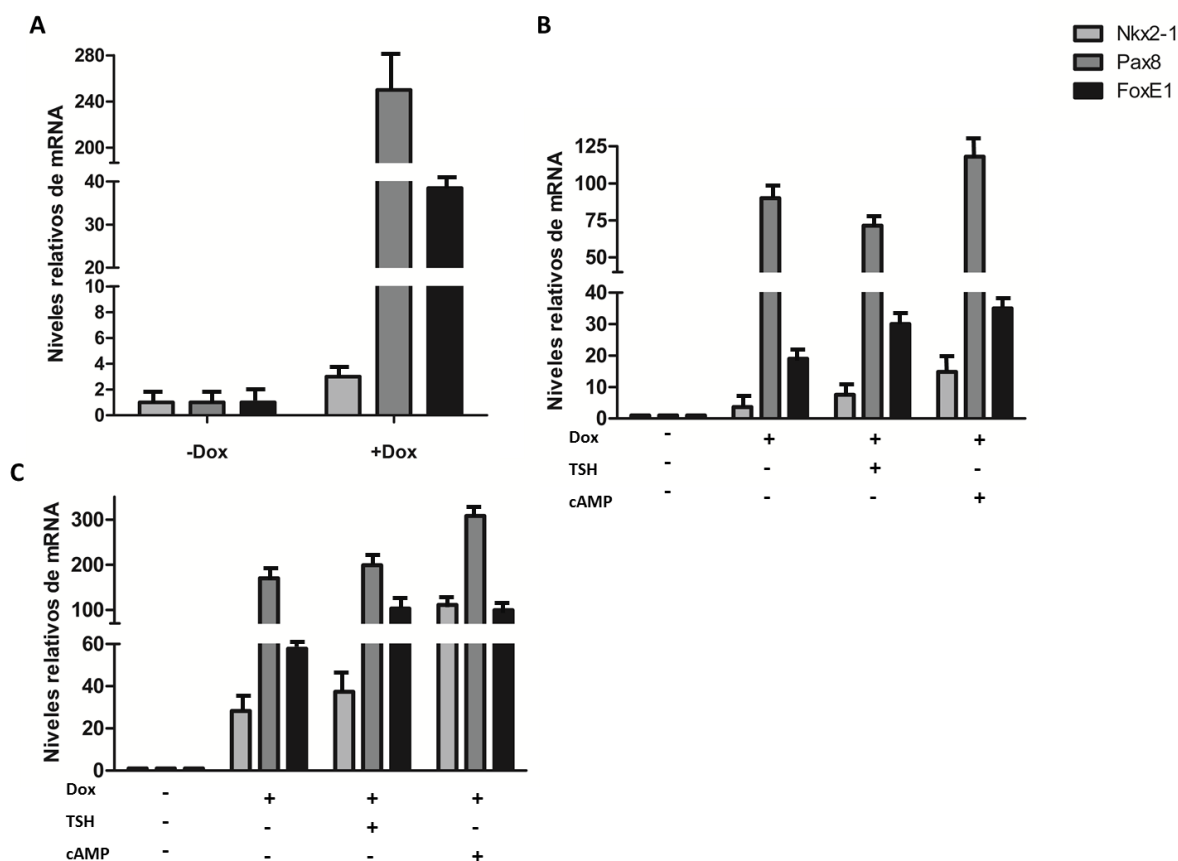 A
Niveles relativos de mRNA
280
240
200
40
30
20
10
8
6
4
2
0
-Dox +Dox
B
Nkx2-1
Pax8
FoxE1
Niveles relativos de mRNA
125
100
75
50
40
30
20
10
0
Dox - + + +
TSH - - + -
cAMP - - - +
C
Niveles relativos de mRNA
300
200
100
60
40
20
0
Dox - + + +
TSH - - + -
cAMP - - - +